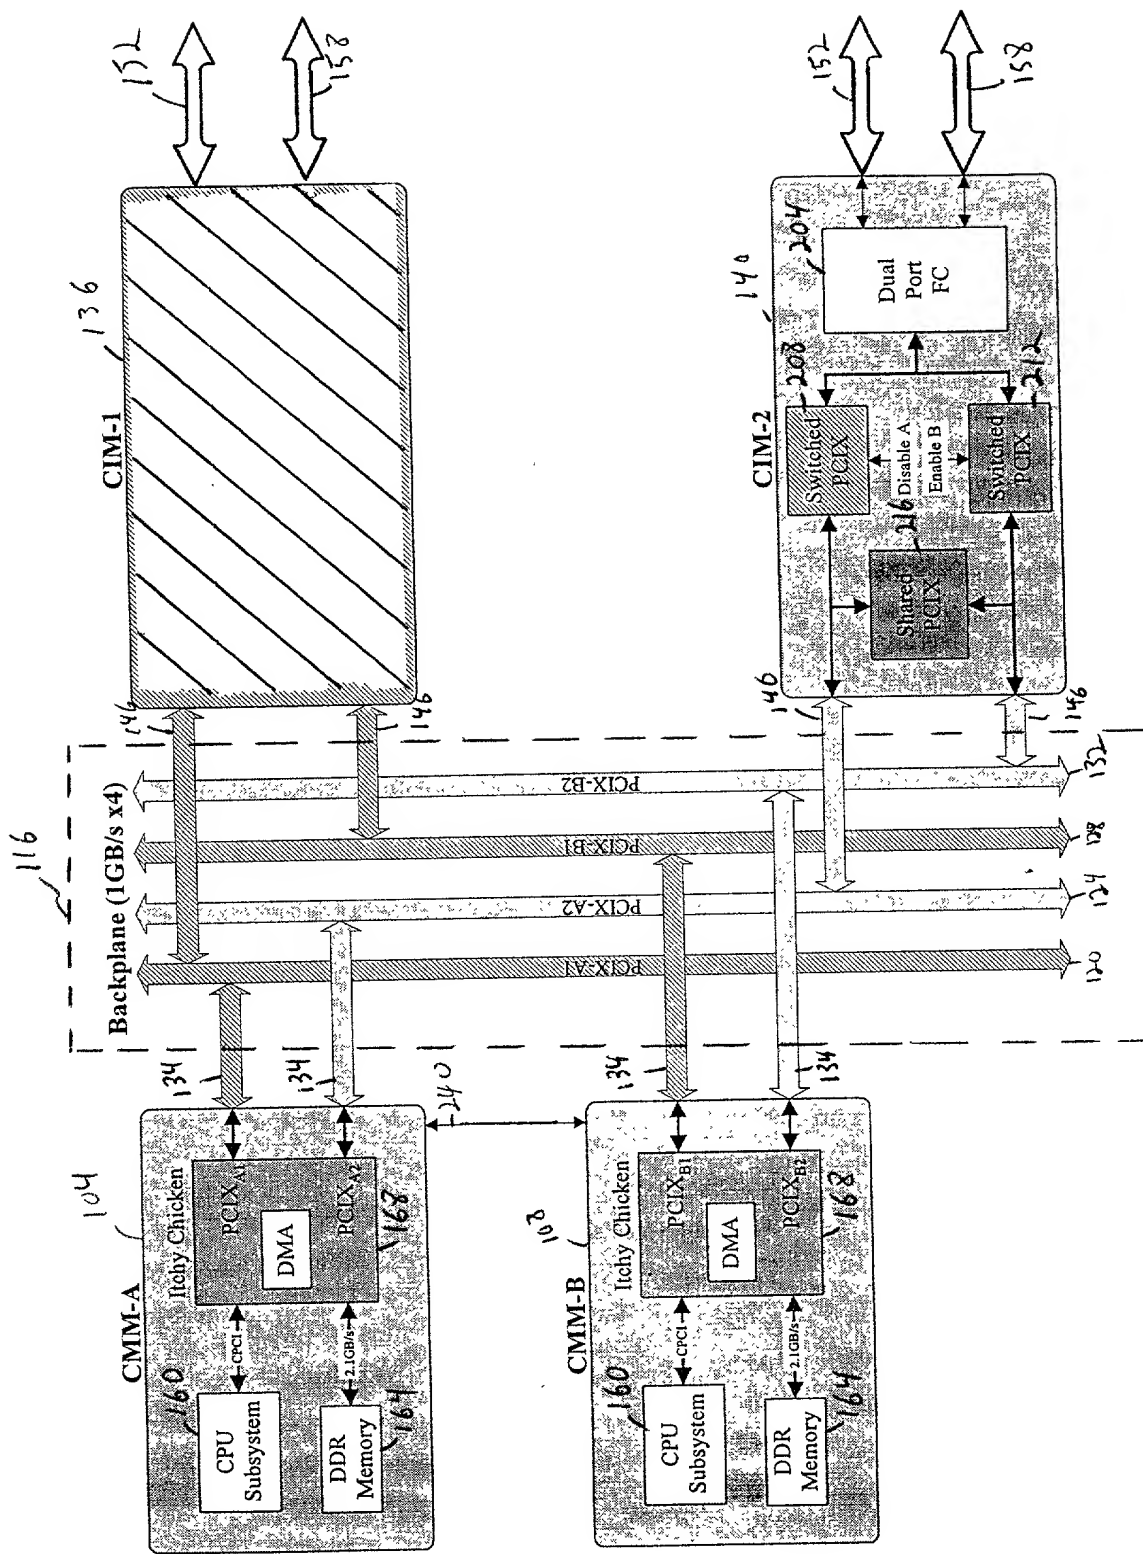 116
Backplane (1GB/s x4)
CMM-A
104
Itchy Chicken
CPU
Subsystem
160
CPCI
DDR
Memory
164
2.1GB/s
DMA
PCIXA1
PCIXA2
168
134
134
240
CMM-B
108
Itchy Chicken
CPU
Subsystem
160
CPCI
DDR
Memory
164
2.1GB/s
DMA
PCIXB1
PCIXB2
168
134
134
PCIX-A1
PCIX-A2
PCIX-B1
PCIX-B2
120
124
128
132
146
146
CIM-1
136
152
158
146
146
CIM-2
140
Shared
PCIX
216
Switched
PCIX
208
Disable A
Enable B
Switched
PCIX
212
Dual
Port
FC
204
152
158